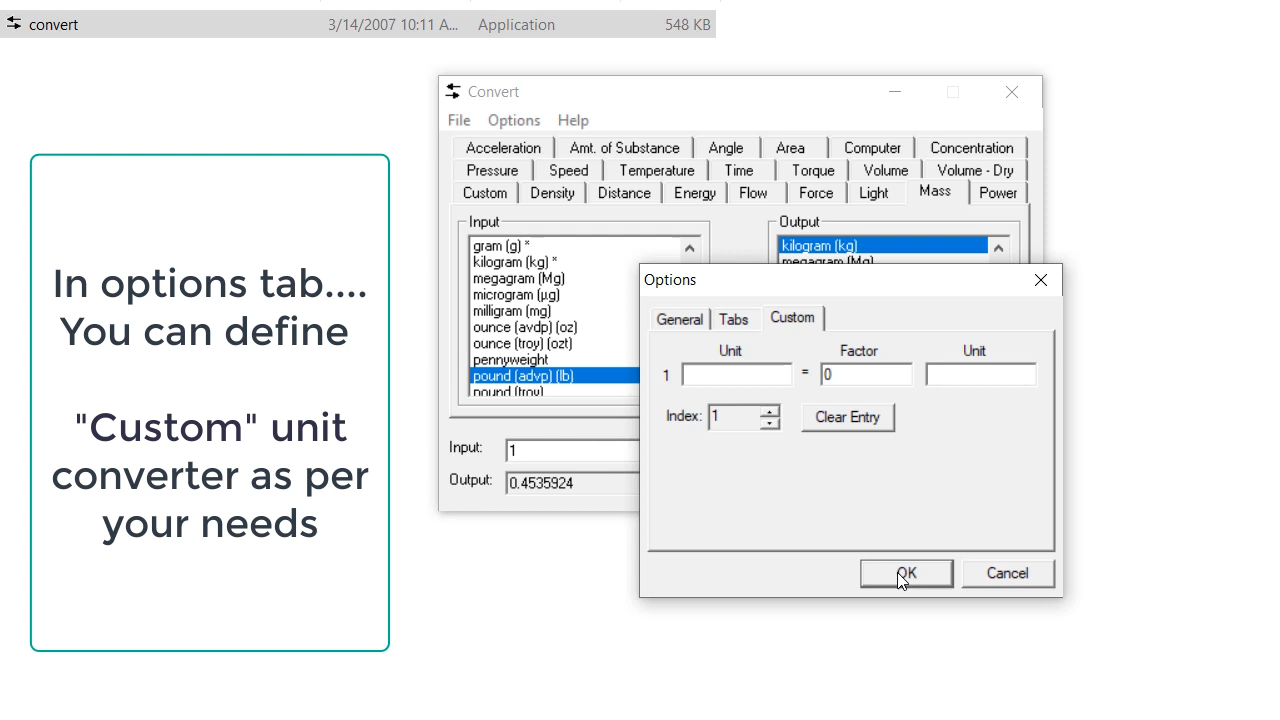 convert 3/14/2007 10:11 A... Application 548 KB
Convert
File Options Help
Acceleration Amt. of Substance Angle Area Computer Concentration
Pressure Speed Temperature Time Torque Volume Volume - Dry
Custom Density Distance Energy Flow Force Light Mass Power
Input Output
gram (g) * kilogram (kg)
kilogram (kg) * megagram (Mg)
megagram (Mg)
microgram (µg)
milligram (mg)
ounce (avdp) (oz)
ounce (troy) (ozt)
pennyweight
pound (advp) (lb)
pound (troy)
Input: 1
Output: 0.4535924
Options
General Tabs Custom
Unit Factor Unit
1 = 0
Index: 1 Clear Entry
OK Cancel
In options tab....
You can define
"Custom" unit
converter as per
your needs